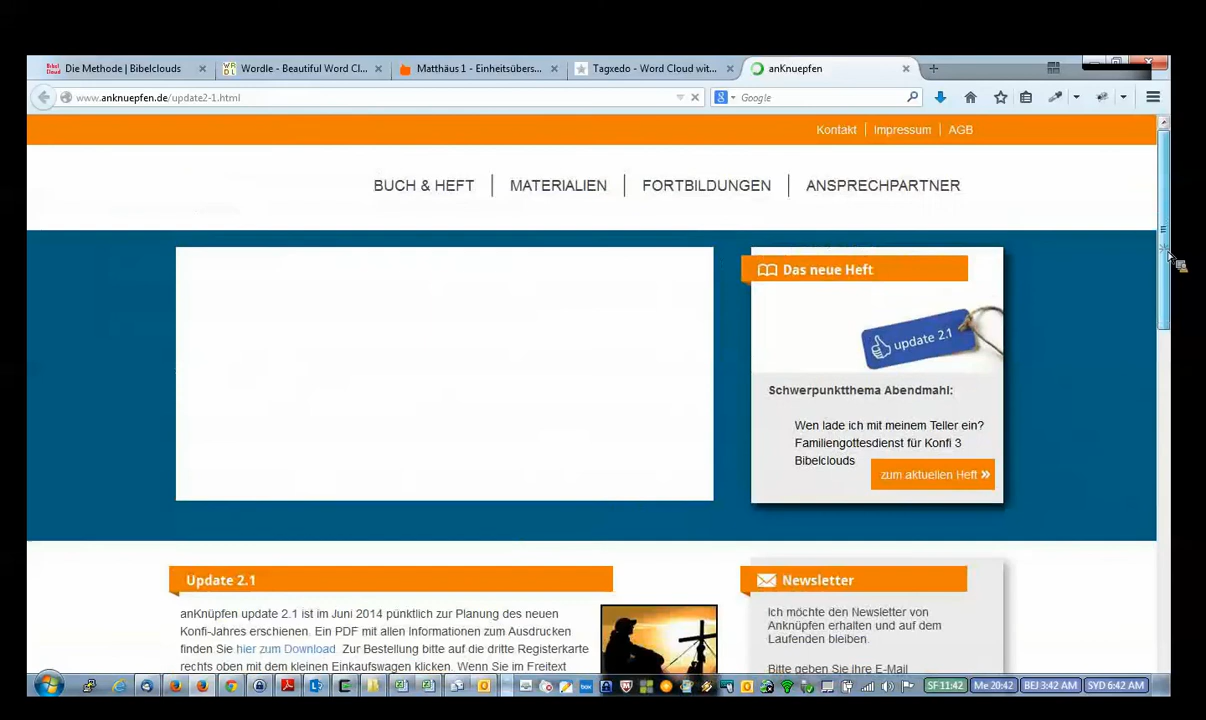 Bibel Cloud Die Methode | Bibelclouds
WRDL Wordle - Beautiful Word Cl...
Matthäus 1 - Einheitsübers...
Tagxedo - Word Cloud wit...
anKnuepfen
www.anknuepfen.de/update2-1.html
Google
Kontakt | Impressum | AGB
BUCH & HEFT | MATERIALIEN | FORTBILDUNGEN | ANSPRECHPARTNER
Das neue Heft
update 2.1
Schwerpunktthema Abendmahl:
Wen lade ich mit meinem Teller ein?
Familiengottesdienst für Konfi 3
Bibelclouds
zum aktuellen Heft »
Update 2.1
anKnüpfen update 2.1 ist im Juni 2014 pünktlich zur Planung des neuen
Konfi-Jahres erschienen. Ein PDF mit allen Informationen zum Ausdrucken
finden Sie hier zum Download. Zur Bestellung bitte auf die dritte Registerkarte
rechts oben mit dem kleinen Einkaufswagen klicken. Wenn Sie im Freitext
Newsletter
Ich möchte den Newsletter von
Anknüpfen erhalten und auf dem
Laufenden bleiben.
Bitte geben Sie ihre E-Mail
SF 11:42
Me 20:42
BEJ 3:42 AM
SYD 6:42 AM